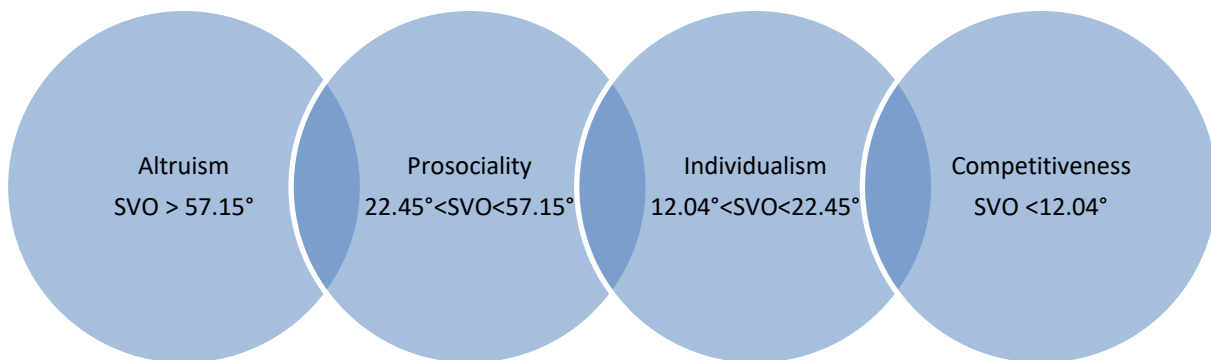 Altruism
SVO > 57.15°
Prosociality
22.45°<SVO<57.15°
Individualism
12.04°<SVO<22.45°
Competitiveness
SVO <12.04°